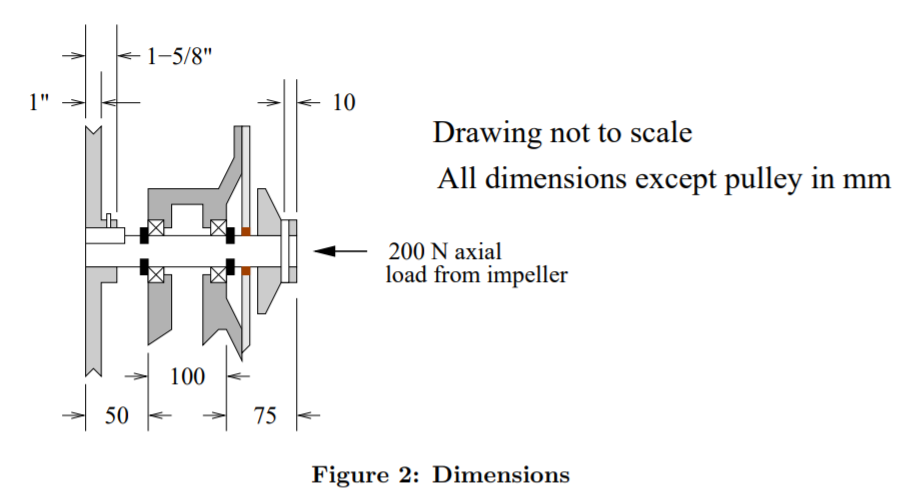 1−5/8"
1"
10
Drawing not to scale
All dimensions except pulley in mm
200 N axial
load from impeller
100
50
75
Figure 2: Dimensions